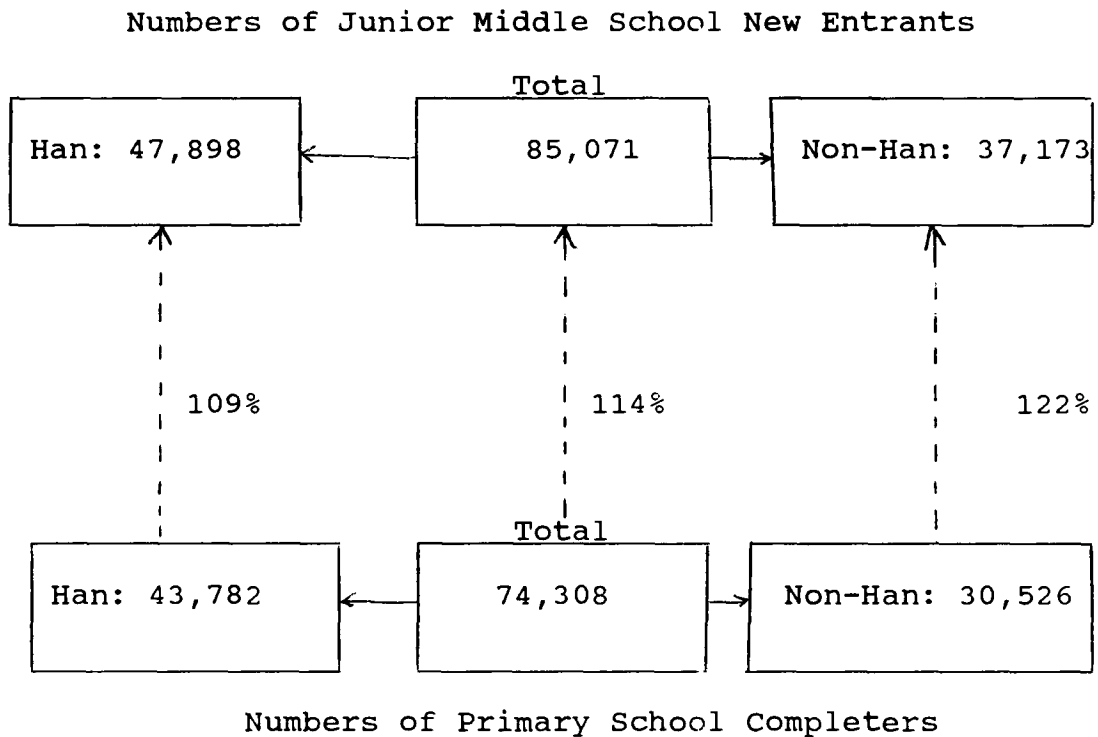 Numbers of Junior Middle School New Entrants
Total
Han: 47,898
85,071
Non-Han: 37,173
109%
114%
122%
Total
Han: 43,782
74,308
Non-Han: 30,526
Numbers of Primary School Completers